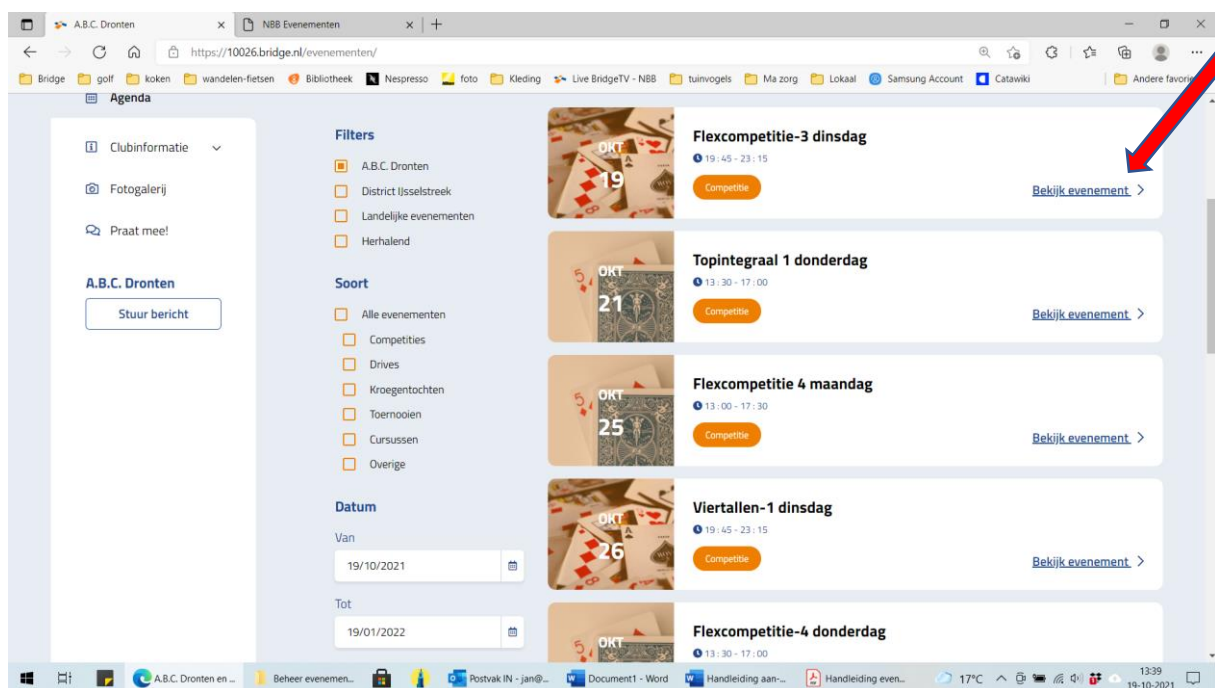 A.B.C. Dronten
NBB Evenementen
https://10026.bridge.nl/evenementen/
Bridge golf koken wandelen-fietsen Bibliotheek Nespresso foto Kleding Live BridgeTV - NBB tuinvogels Ma zorg Lokaal Samsung Account Catawiki Andere favorie
Agenda
Clubinformatie
Fotogalerij
Praat mee!
A.B.C. Dronten
Stuur bericht
Filters
A.B.C. Dronten
District IJsselstreek
Landelijke evenementen
Herhalend
Soort
Alle evenementen
Competities
Drives
Kroegentochten
Toernooien
Cursussen
Overige
Datum
Van
19/10/2021
Tot
19/01/2022
OKT
19
Flexcompetitie-3 dinsdag
19:45 - 23:15
Competitie
Bekijk evenement
OKT
21
Topintegraal 1 donderdag
13:30 - 17:00
Competitie
Bekijk evenement
OKT
25
Flexcompetitie 4 maandag
13:00 - 17:30
Competitie
Bekijk evenement
OKT
26
Viertallen-1 dinsdag
19:45 - 23:15
Competitie
Bekijk evenement
OKT
Flexcompetitie-4 donderdag
13:30 - 17:00
A.B.C. Dronten en ... Beheer evenemen... Postvak IN - jan@... Document1 - Word Handleiding aan-... Handleiding even... 17°C
13:39
19-10-2021